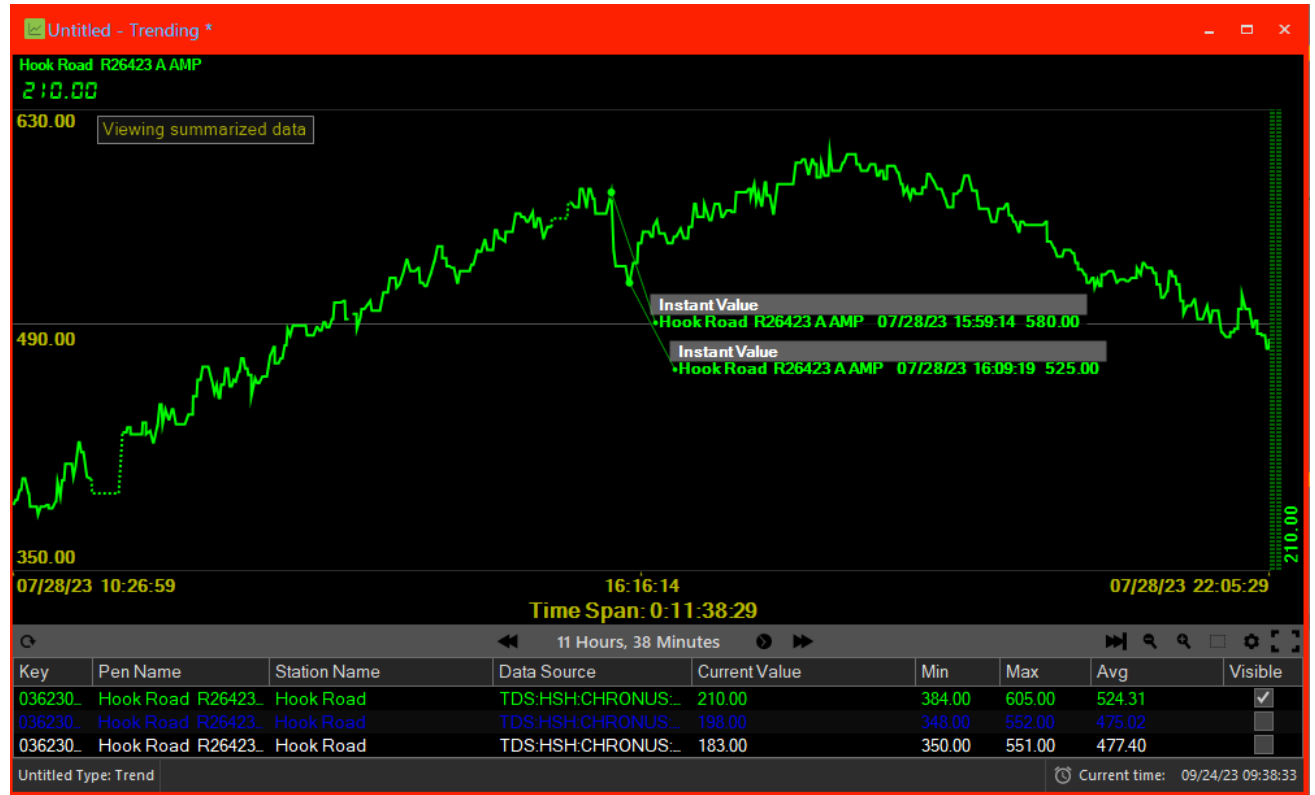 Untitled - Trending *
Hook Road R26423 A AMP
210.00
630.00
Viewing summarized data
Instant Value
Hook Road R26423 A AMP 07/28/23 15:59:14 580.00
490.00
Instant Value
Hook Road R26423 A AMP 07/28/23 16:09:19 525.00
210.00
350.00
07/28/23 10:26:59 16:16:14 07/28/23 22:05:29
Time Span: 0:11:38:29
11 Hours, 38 Minutes
Key Pen Name Station Name Data Source Current Value Min Max Avg Visible
036230... Hook Road R26423... Hook Road TDS:HSH:CHRONUS:... 210.00 384.00 605.00 524.31
036230... Hook Road R26423... Hook Road TDS:HSH:CHRONUS:... 198.00 348.00 552.00 475.02
036230... Hook Road R26423... Hook Road TDS:HSH:CHRONUS:... 183.00 350.00 551.00 477.40
Untitled Type: Trend Current time: 09/24/23 09:38:33